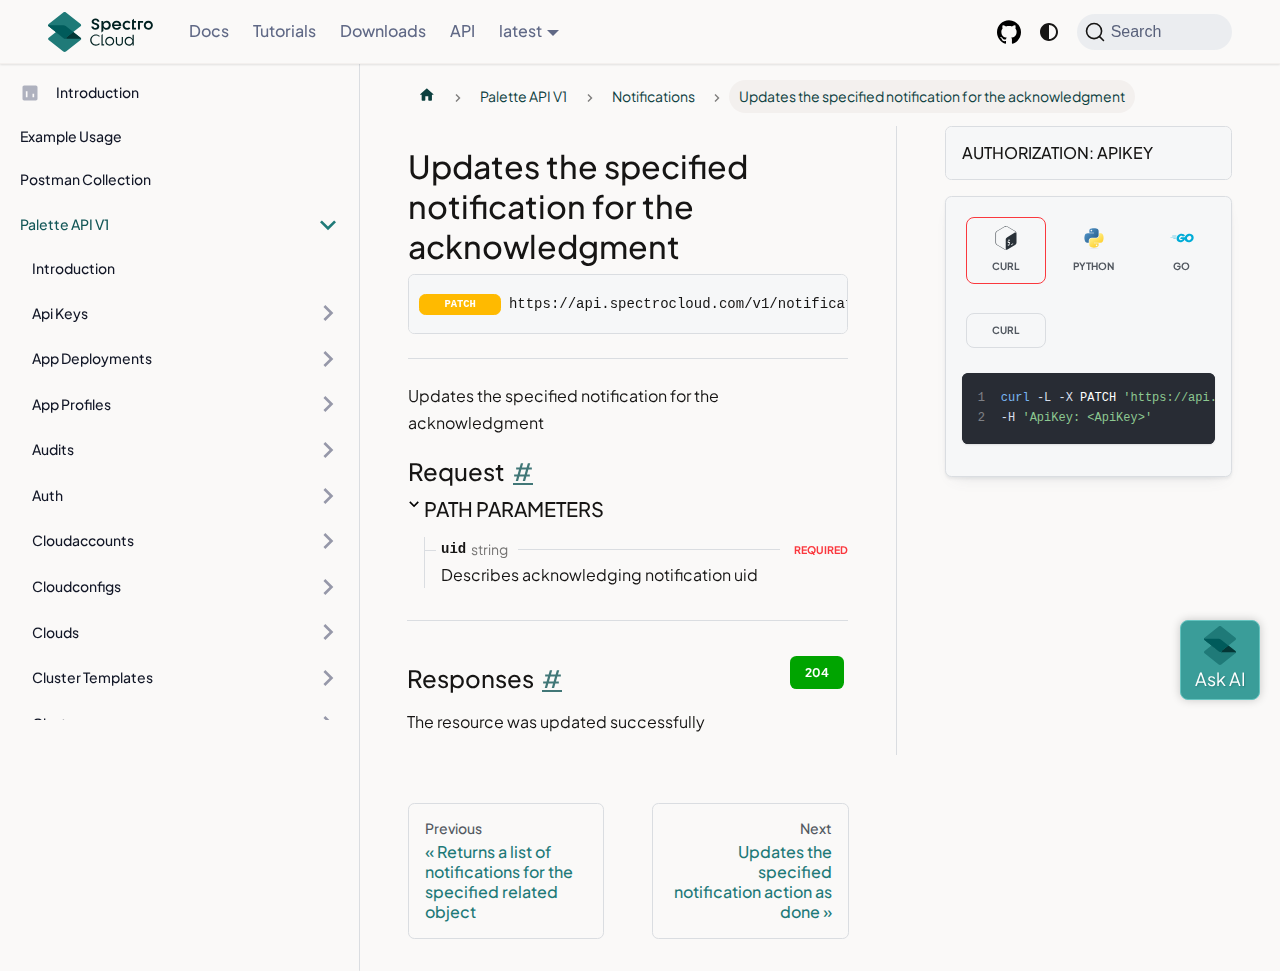 Spectro
Cloud
Docs
Tutorials
Downloads
API
latest
Search
Introduction
Example Usage
Postman Collection
Palette API V1
Introduction
Api Keys
App Deployments
App Profiles
Audits
Auth
Cloudaccounts
Cloudconfigs
Clouds
Cluster Templates
Palette API V1
Notifications
Updates the specified notification for the acknowledgment
Updates the specified
notification for the
acknowledgment
PATCH https://api.spectrocloud.com/v1/notifica
Updates the specified notification for the
acknowledgment
Request #
PATH PARAMETERS
uid string REQUIRED
Describes acknowledging notification uid
Responses #
204
The resource was updated successfully
Previous
« Returns a list of
notifications for the
specified related
object
Next
Updates the
specified
notification action as
done »
AUTHORIZATION: APIKEY
CURL
PYTHON
GO
CURL
1 curl -L -X PATCH 'https://api.
2 -H 'ApiKey: <ApiKey>'
Ask AI